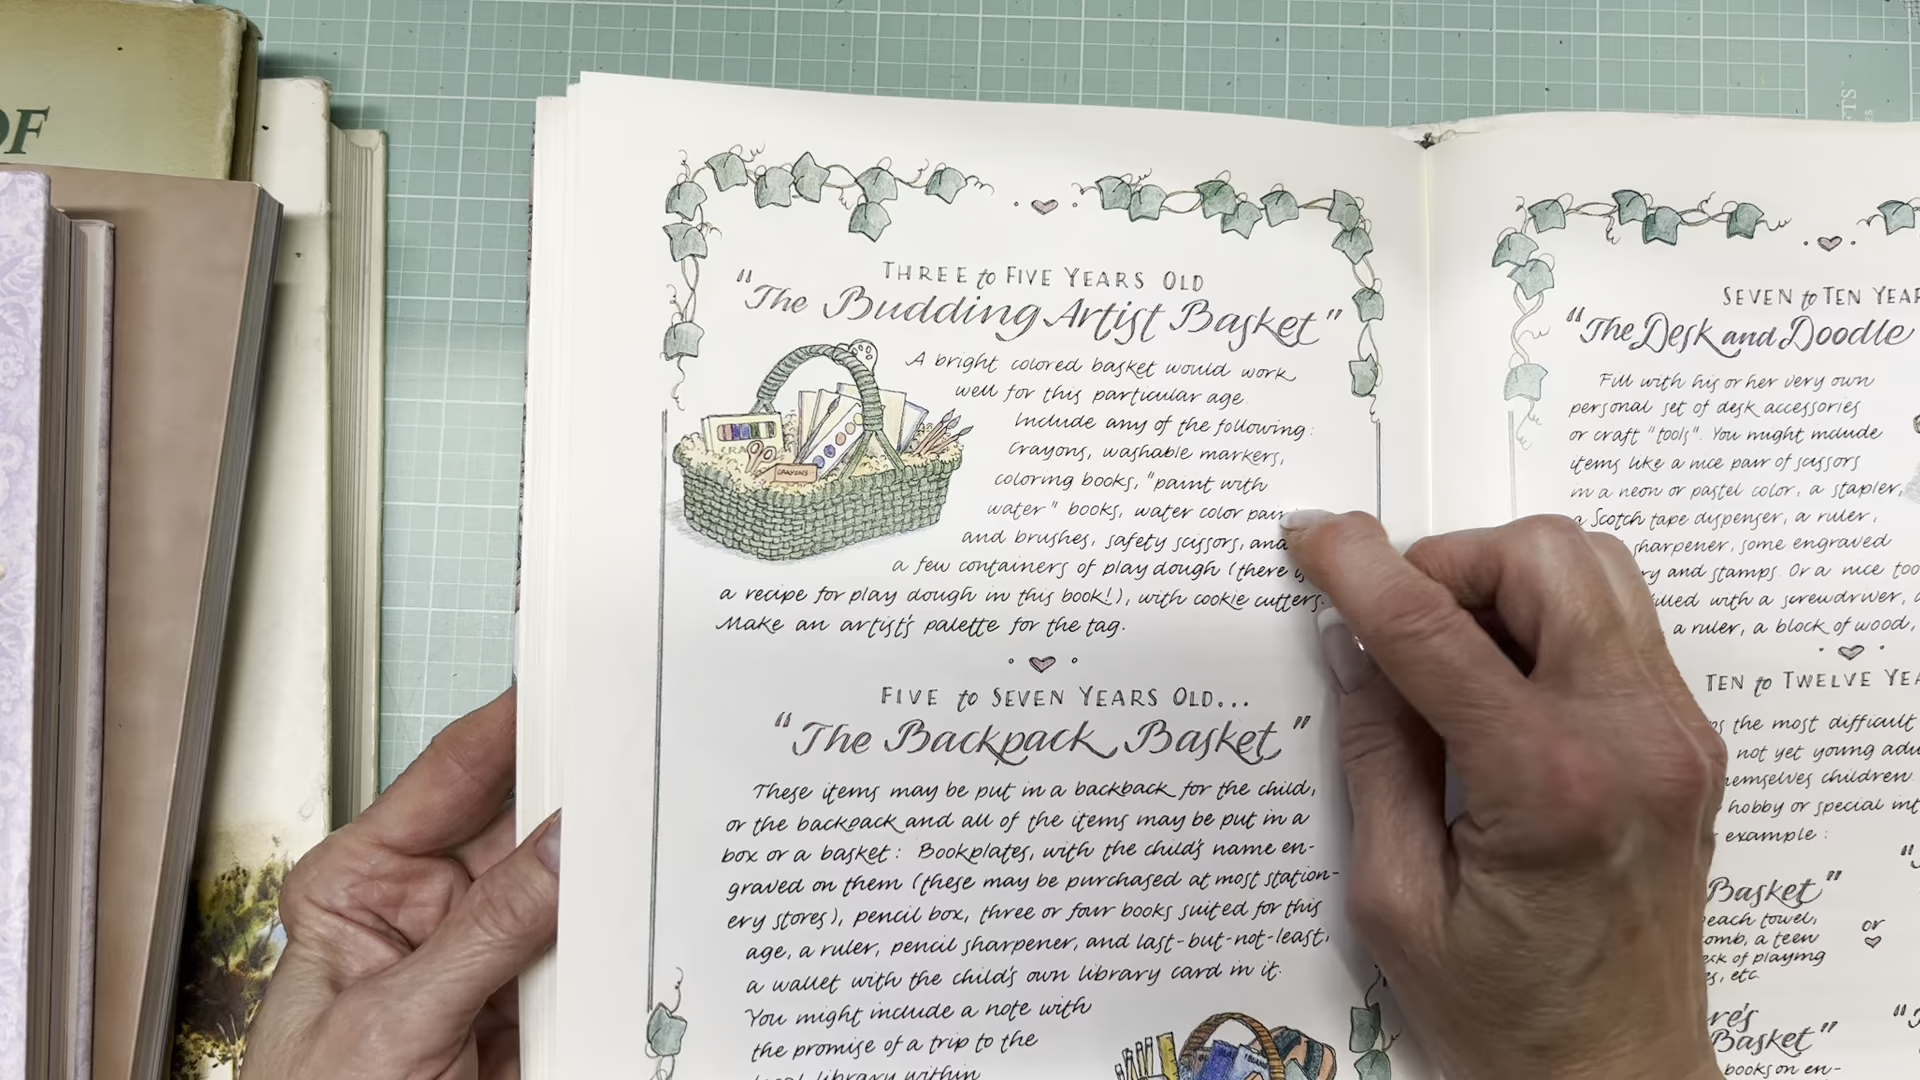 OF
THREE to FIVE YEARS OLD
"The Budding Artist Basket"
A bright colored basket would work
well for this particular age.
Include any of the following:
Crayons, washable markers,
coloring books, "paint with
water" books, water color
and brushes, safety scissors, and
a few containers of play dough (there
a recipe for play dough in this book!), with cookie cutters.
Make an artist's palette for the tag.
CRAYONS
FIVE to SEVEN YEARS OLD...
"The Backpack Basket"
These items may be put in a backback for the child,
or the backpack and all of the items may be put in a
box or a basket: Bookplates, with the child's name en-
graved on them (these may be purchased at most station-
ery stores), pencil box, three or four books suited for this
age, a ruler, pencil sharpener, and last-but-not-least,
a wallet with the child's own library card in it.
You might include a note with
the promise of a trip to the
local library within
SEVEN to TEN YEAR
"The Desk and Doodle
Fill with his or her very own
personal set of desk accessories
or craft "tools". You might include
items like a nice pair of scissors
in a neon or pastel color, a stapler,
a Scotch tape dispenser, a ruler,
sharpener, some engraved
ry and stamps. Or a nice too
illed with a screwdriver,
a ruler, a block of wood,
TEN to TWELVE YEA
the most difficult
not yet young adu
hemselves children.
hobby or special int
example:
Basket"
each towel,
omb, a teen
of playing
etc.
or
re's
Basket"
books on en-